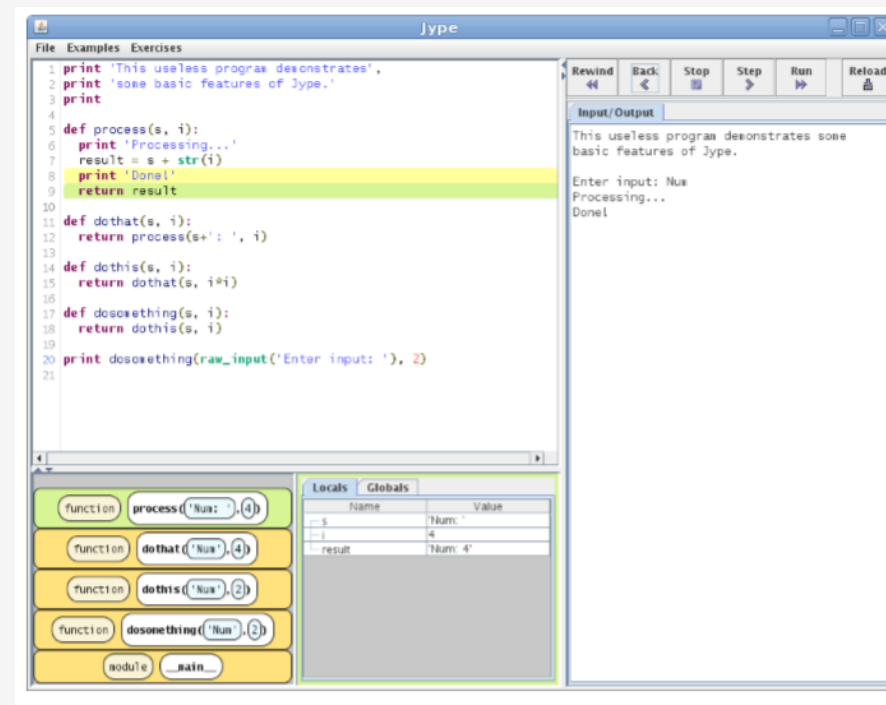 Jype
File Examples Exercises
1 print 'This useless program demonstrates',
2 print 'some basic features of Jype.'
3 print
4
5 def process(s, i):
6   print 'Processing...'
7   result = s + str(i)
8   print 'Done!'
9   return result
10
11 def dothat(s, i):
12   return process(s+': ', i)
13
14 def dothis(s, i):
15   return dothat(s, i*i)
16
17 def dosomething(s, i):
18   return dothis(s, i)
19
20 print dosomething(raw_input('Enter input: '), 2)
21
Rewind Back Stop Step Run Reload
Input/Output
This useless program demonstrates some
basic features of Jype.
Enter input: Num
Processing...
Done!
function process('Num: ',4)
function dothat('Num',4)
function dothis('Num',2)
function dosomething('Num',2)
module __main__
Locals Globals
Name Value
s 'Num: '
i 4
result 'Num: 4'